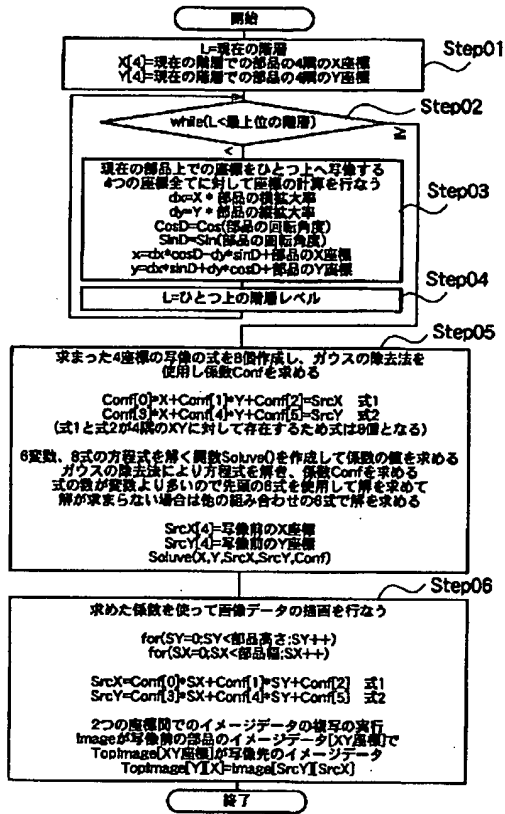 開始
L=現在の階層
X[4]=現在の階層での部品の4隅のX座標
Y[4]=現在の階層での部品の4隅のY座標
Step01
while(L<最上位の階層)
Step02
≧
<
現在の部品上での座標をひとつ上へ写像する
4つの座標全てに対して座標の計算を行なう
dx=X * 部品の横拡大率
dy=Y * 部品の縦拡大率
CosD=Cos(部品の回転角度)
SinD=Sin(部品の回転角度)
x=dx*cosD-dy*sinD+部品のX座標
y=dx*sinD+dy*cosD+部品のY座標
Step03
L=ひとつ上の階層レベル
Step04
Step05
求まった4座標の写像の式を8個作成し、ガウスの除去法を
使用し係数Confを求める
Conf[0]*X+Conf[1]*Y+Conf[2]=SrcX 式1
Conf[3]*X+Conf[4]*Y+Conf[5]=SrcY 式2
(式1と式2が4隅のXYに対して存在するため式は8個となる)
6変数、8式の方程式を解く関数Soluve()を作成して係数の値を求める
ガウスの除去法により方程式を解き、係数Confを求める
式の数が変数より多いので先頭の6式を使用して解を求めて
解が求まらない場合は他の組み合わせの6式で解を求める
SrcX[4]=写像前のX座標
SrcY[4]=写像前のY座標
Soluve(X,Y,SrcX,SrcY,Conf)
Step06
求めた係数を使って画像データの描画を行なう
for(SY=0;SY<部品高さ;SY++)
for(SX=0;SX<部品幅;SX++)
SrcX=Conf[0]*SX+Conf[1]*SY+Conf[2] 式1
SrcY=Conf[3]*SX+Conf[4]*SY+Conf[5] 式2
2つの座標間でのイメージデータの複写の実行
Imageが写像前の部品のイメージデータ[XY座標]で
TopImage[XY座標]が写像先のイメージデータ
TopImage[Y][X]=Image[SrcY][SrcX]
終了